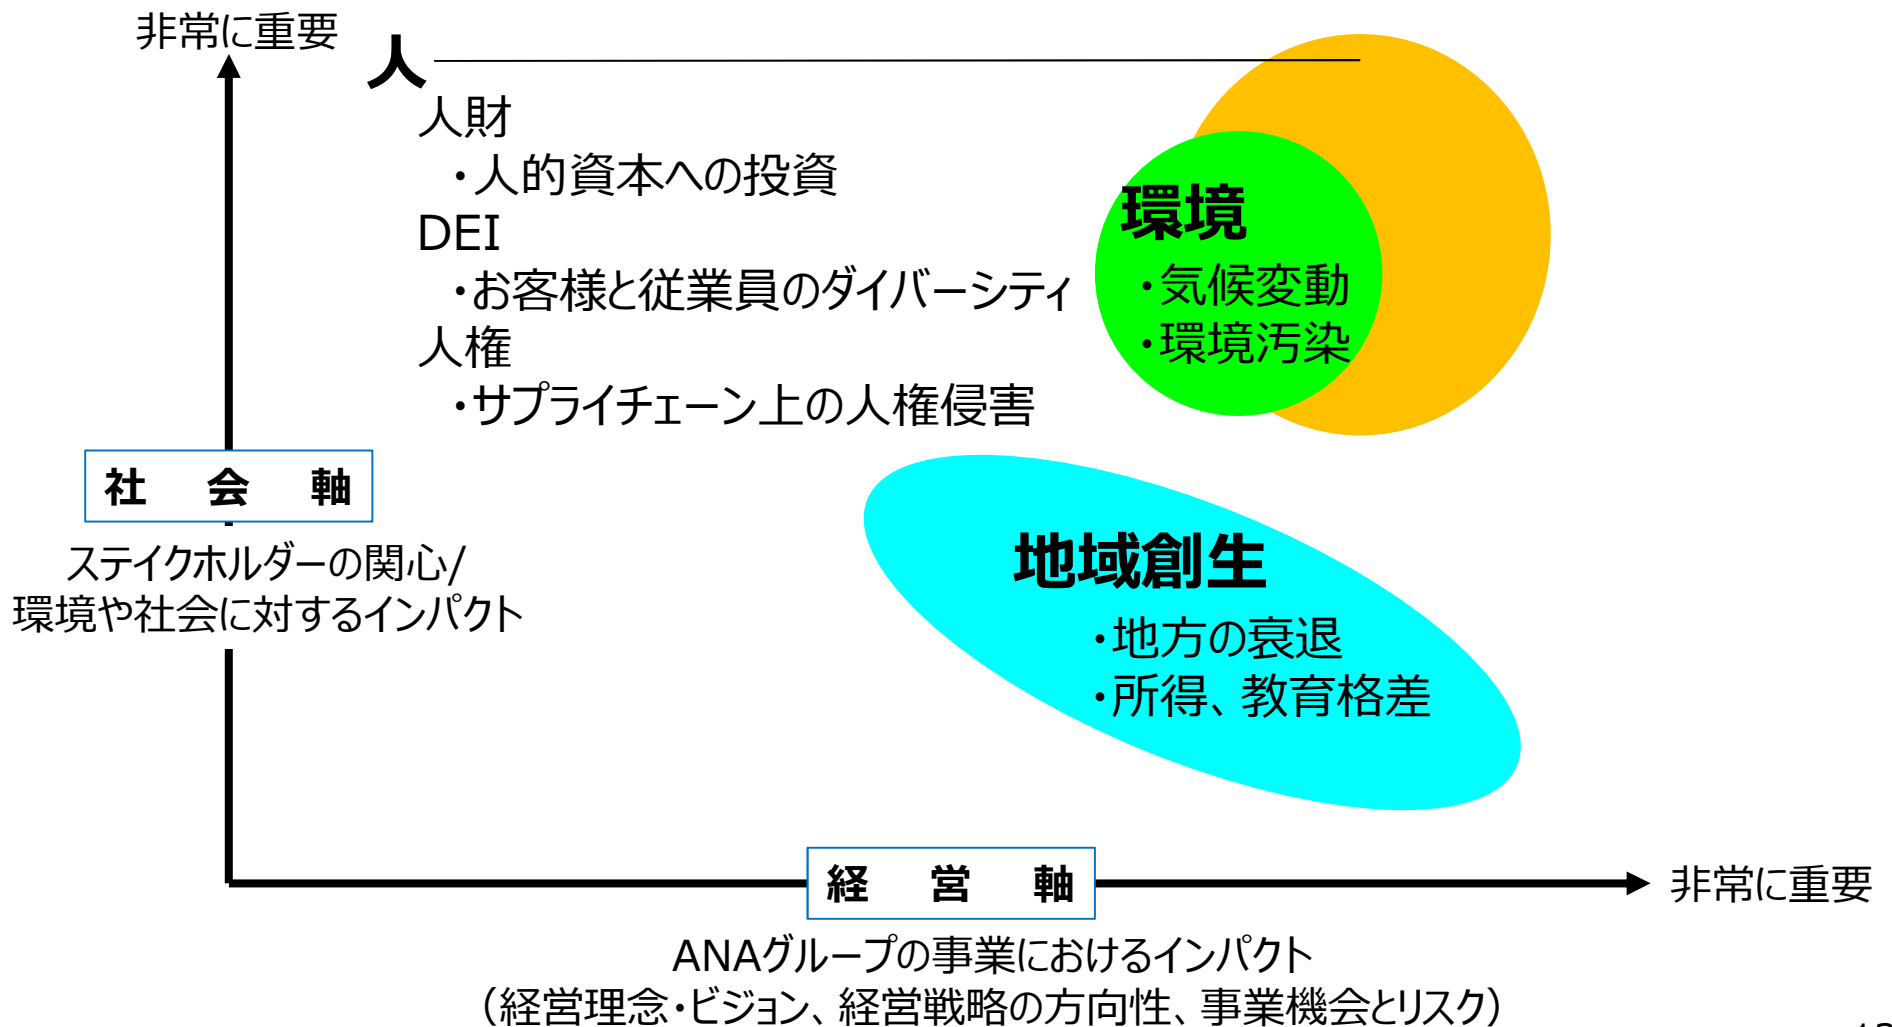 非常に重要
人
人財
・人的資本への投資
DEI
・お客様と従業員のダイバーシティ
人権
・サプライチェーン上の人権侵害
環境
・気候変動
・環境汚染
社 会 軸
ステイクホルダーの関心/
環境や社会に対するインパクト
地域創生
・地方の衰退
・所得、教育格差
経 営 軸
非常に重要
ANAグループの事業におけるインパクト
（経営理念・ビジョン、経営戦略の方向性、事業機会とリスク）